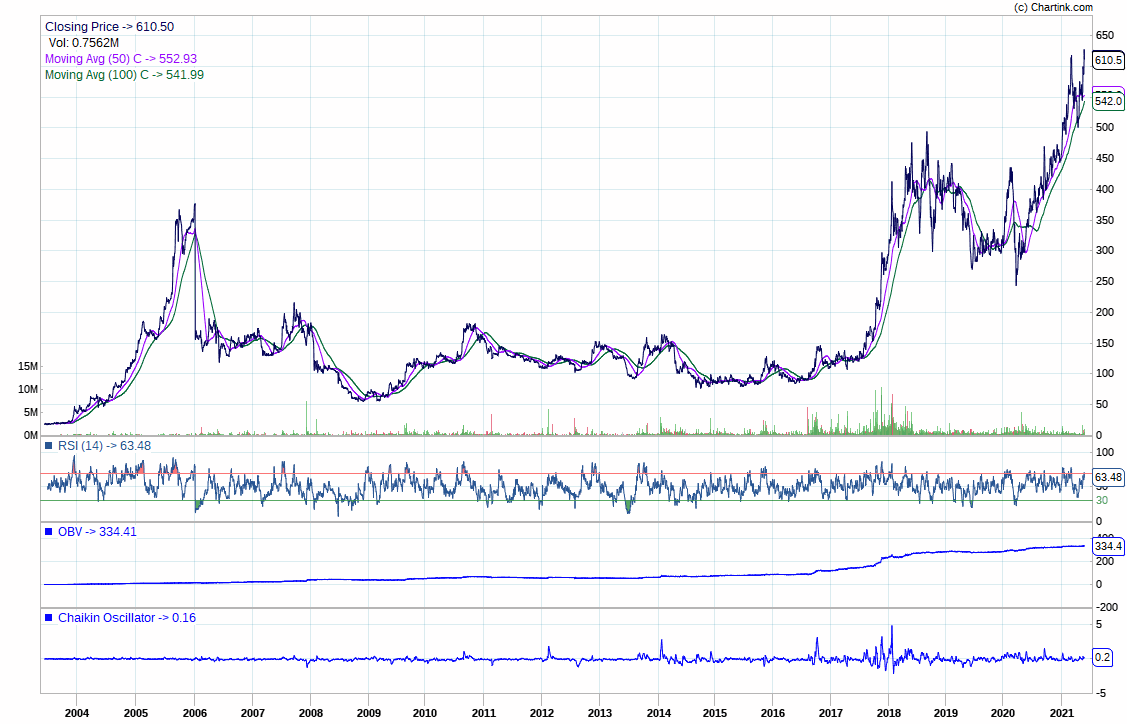 (c) Chartink.com
Closing Price -> 610.50
Vol: 0.7562M
Moving Avg (50) C -> 552.93
Moving Avg (100) C -> 541.99
650
610.5
542.0
500
450
400
350
300
250
200
150
100
50
0
15M
10M
5M
0M
RSI (14) -> 63.48
100
63.48
30
0
OBV -> 334.41
400
334.4
200
0
-200
Chaikin Oscillator -> 0.16
5
0.2
-5
2004 2005 2006 2007 2008 2009 2010 2011 2012 2013 2014 2015 2016 2017 2018 2019 2020 2021